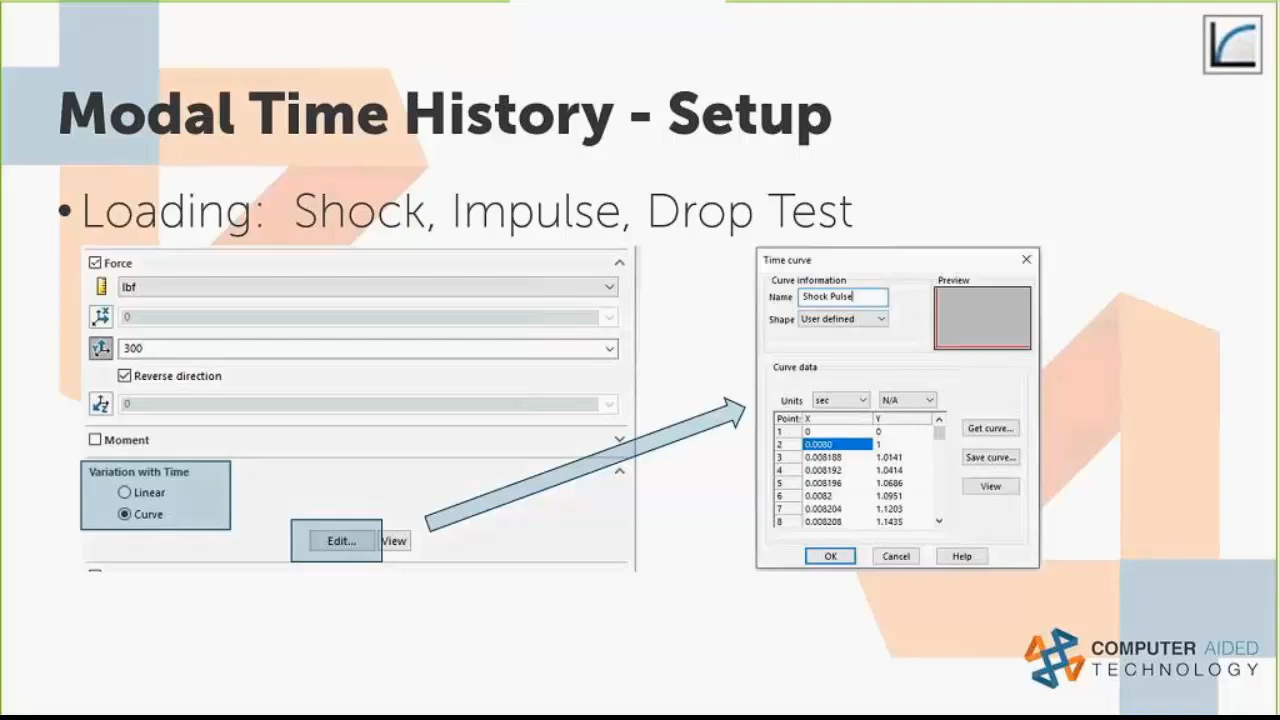 Modal Time History - Setup
• Loading: Shock, Impulse, Drop Test
Force
lbf
0
300
Reverse direction
0
Moment
Variation with Time
Linear
Curve
Edit... View
Time curve
Curve information
Name Shock Pulse
Shape User defined
Preview
Curve data
Units sec N/A
Point X Y
1 0 0
2 0.0080 1
3 0.008188 1.0141
4 0.008192 1.0414
5 0.008196 1.0686
6 0.0082 1.0951
7 0.008204 1.1203
8 0.008208 1.1435
Get curve...
Save curve...
View
OK Cancel Help
COMPUTER AIDED
TECHNOLOGY